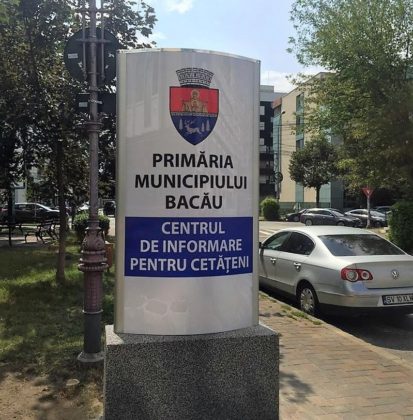 PRIMĂRIA
MUNICIPIULUI
BACĂU
CENTRUL
DE INFORMARE
PENTRU CETĂȚENI